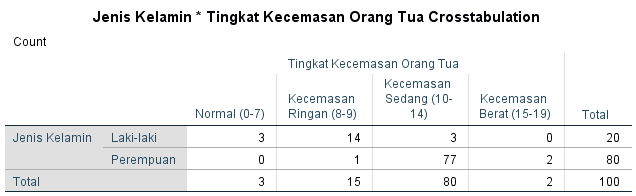 Jenis Kelamin * Tingkat Kecemasan Orang Tua Crosstabulation
Count
Tingkat Kecemasan Orang Tua
Normal (0-7) Kecemasan Ringan (8-9) Kecemasan Sedang (10-14) Kecemasan Berat (15-19) Total
Jenis Kelamin Laki-laki 3 14 3 0 20
Perempuan 0 1 77 2 80
Total 3 15 80 2 100